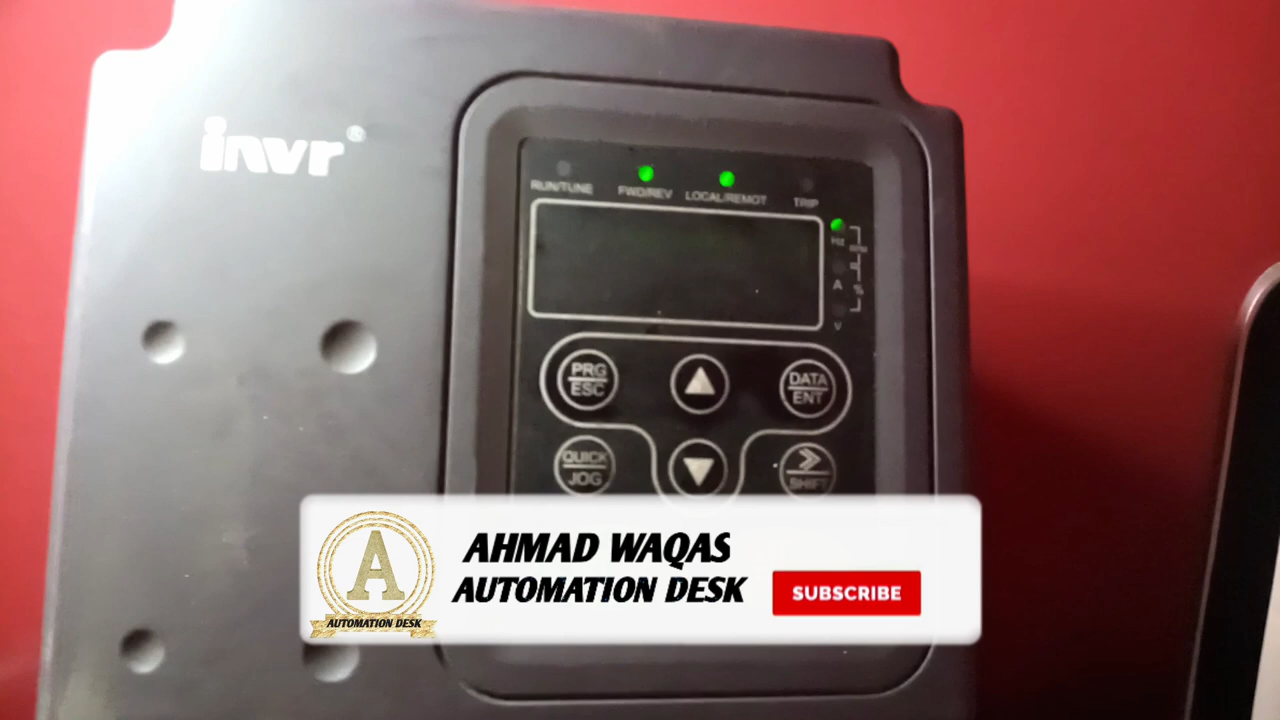 invr®
RUN/TUNE FWD/REV LOCAL/REMOT TRIP
Hz
A
%
V
PRG
ESC
DATA
ENT
QUICK
JOG
SHIFT
AHMAD WAQAS
AUTOMATION DESK
SUBSCRIBE
A
AUTOMATION DESK